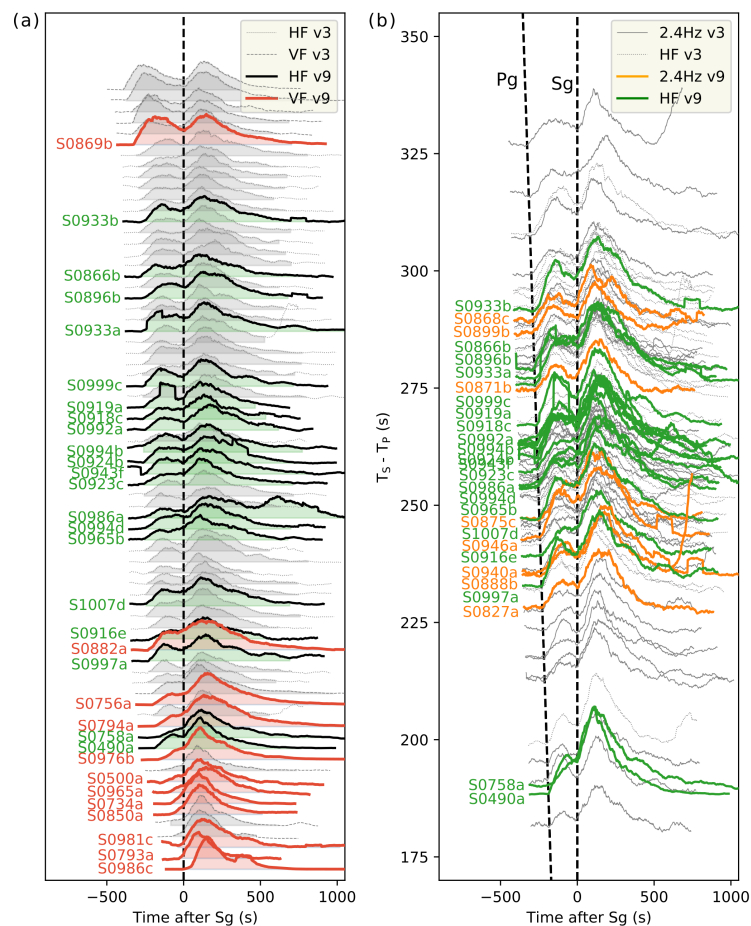 (a)
HF v3
VF v3
HF v9
VF v9
S0869b
S0933b
S0866b
S0896b
S0933a
S0999c
S0919a
S0918c
S0992a
S0994b
S0924b
S0943f
S0923c
S0986a
S0994d
S0965b
S1007d
S0916e
S0882a
S0997a
S0756a
S0794a
S0758a
S0490a
S0976b
S0500a
S0965a
S0734a
S0850a
S0981c
S0793a
S0986c
−500
0
500
1000
Time after Sg (s)
(b)
2.4Hz v3
HF v3
2.4Hz v9
HF v9
Pg
Sg
350
325
300
275
250
225
200
175
T_S - T_P (s)
S0933b
S0868c
S0899b
S0866b
S0896b
S0933a
S0871b
S0999c
S0919a
S0918c
S0992a
S0994b
S0924b
S0943f
S0923c
S0986a
S0994d
S0965b
S0875c
S1007d
S0946a
S0916e
S0940a
S0888b
S0997a
S0827a
S0758a
S0490a
−500
0
500
1000
Time after Sg (s)